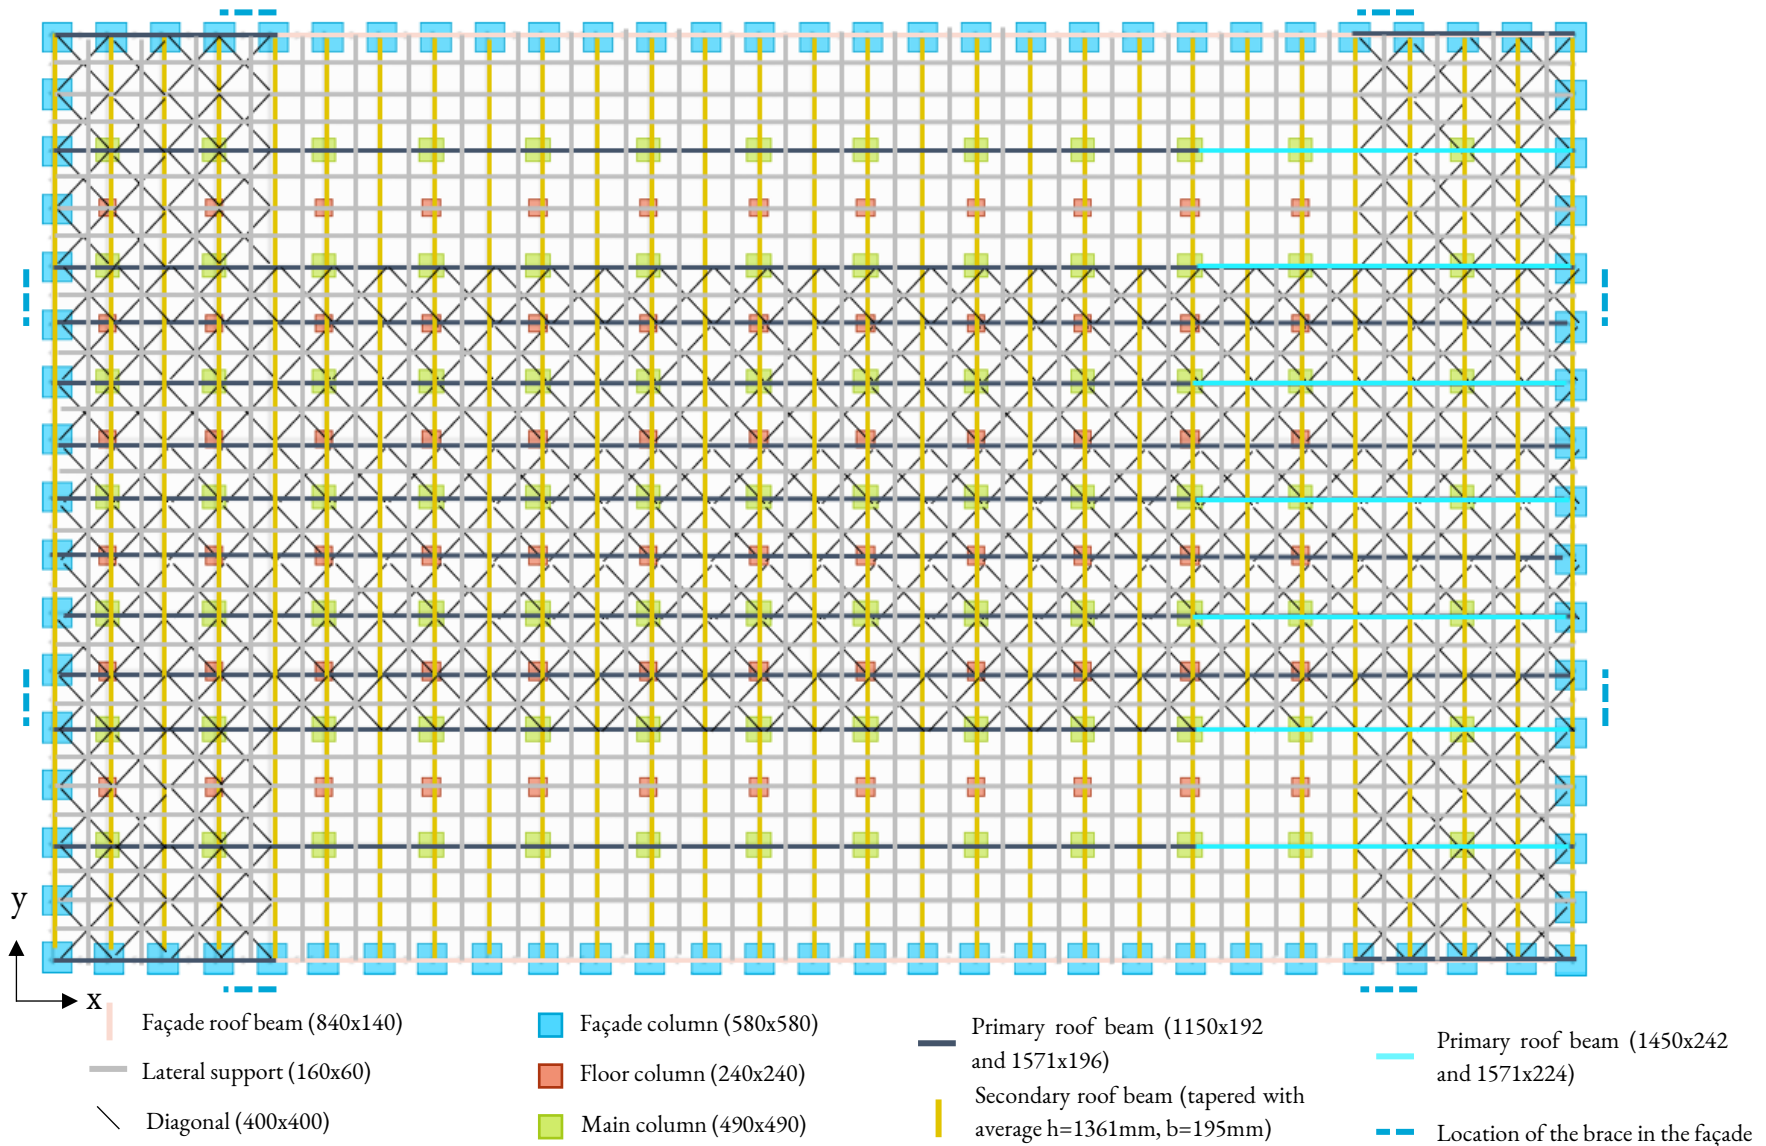 y
x
Façade roof beam (840x140)
Lateral support (160x60)
Diagonal (400x400)
Façade column (580x580)
Floor column (240x240)
Main column (490x490)
Primary roof beam (1150x192
and 1571x196)
Secondary roof beam (tapered with
average h=1361mm, b=195mm)
Primary roof beam (1450x242
and 1571x224)
Location of the brace in the façade